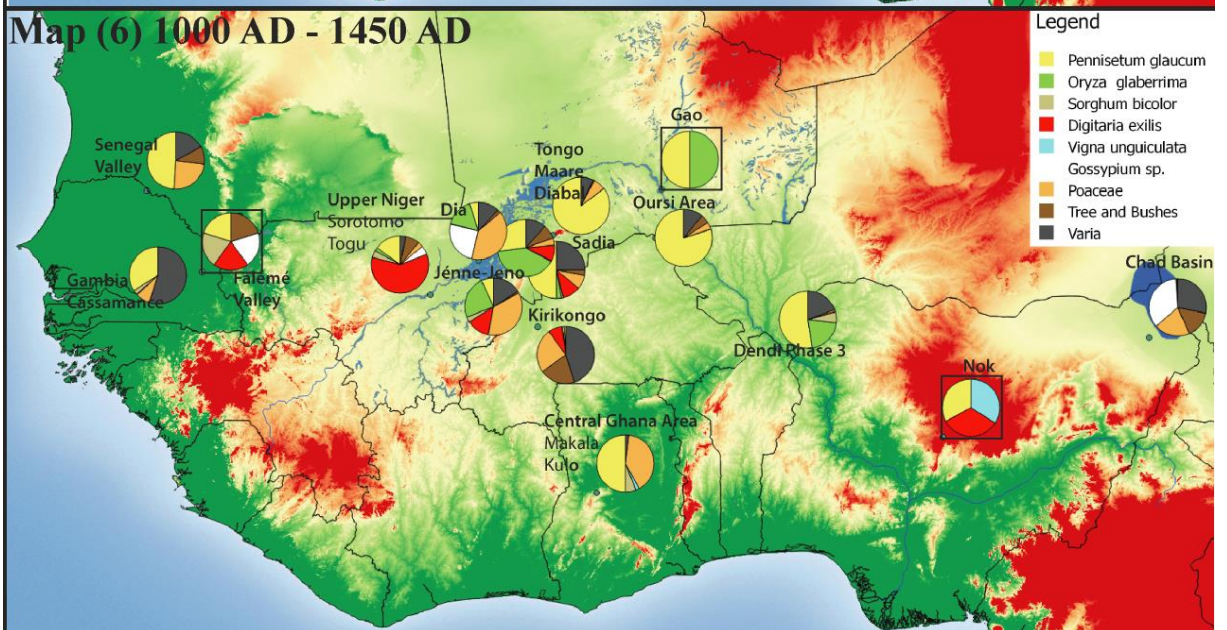 Map (6) 1000 AD - 1450 AD
Legend
Pennisetum glaucum
Oryza glaberrima
Sorghum bicolor
Digitaria exilis
Vigna unguiculata
Gossypium sp.
Poaceae
Tree and Bushes
Varia
Senegal
Valley
Gambia
Cassamance
Falémé
Valley
Upper Niger
Sorotomo
Togu
Dia
Tongo
Maare
Diabal
Gao
Oursi Area
Sadia
Jénne-Jeno
Kirikongo
Dendi Phase 3
Chad Basin
Nok
Central Ghana Area
Makala
Kulo